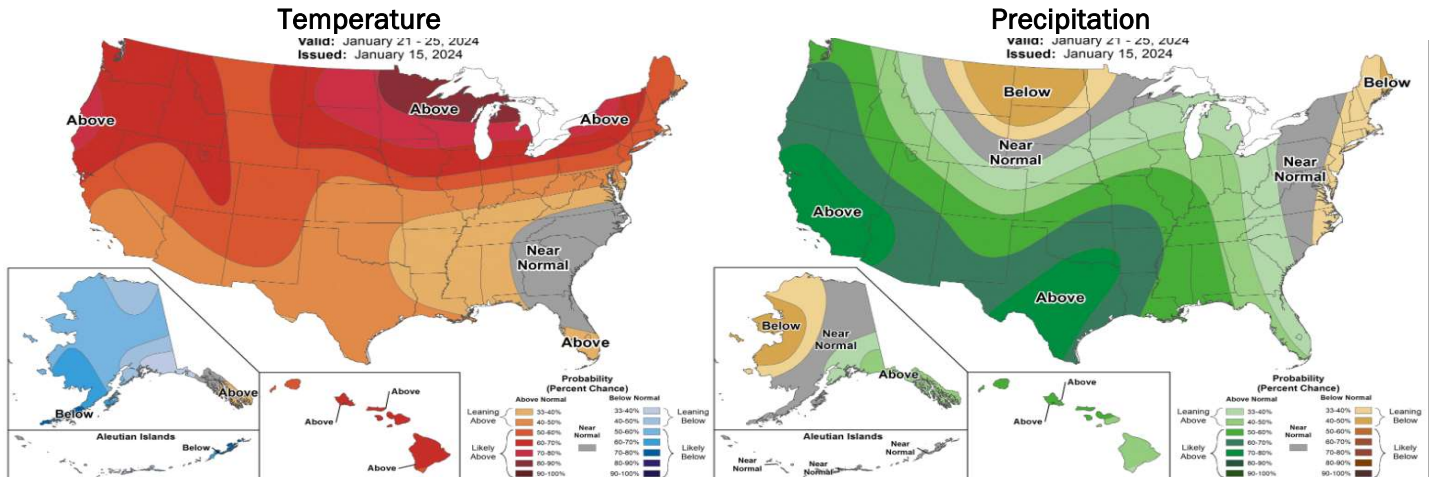 Temperature
Valid: January 21 - 25, 2024
Issued: January 15, 2024
Above
Above
Above
Near
Normal
Above
Above
Below
Aleutian Islands
Below
Above
Above
Above
Probability
(Percent Chance)
Above Normal
Below Normal
Leaning
Above
33-40%
40-50%
Likely
Above
50-60%
60-70%
70-80%
80-90%
90-100%
Near
Normal
33-40%
40-50%
Leaning
Below
50-60%
60-70%
70-80%
80-90%
90-100%
Likely
Below
Precipitation
Valid: January 21 - 25, 2024
Issued: January 15, 2024
Below
Below
Near
Normal
Near
Normal
Above
Above
Below
Near
Normal
Above
Aleutian Islands
Near
Normal
Near
Normal
Near
Normal
Above
Above
Probability
(Percent Chance)
Above Normal
Below Normal
Leaning
Above
33-40%
40-50%
Likely
Above
50-60%
60-70%
70-80%
80-90%
90-100%
Near
Normal
33-40%
40-50%
Leaning
Below
50-60%
60-70%
70-80%
80-90%
90-100%
Likely
Below